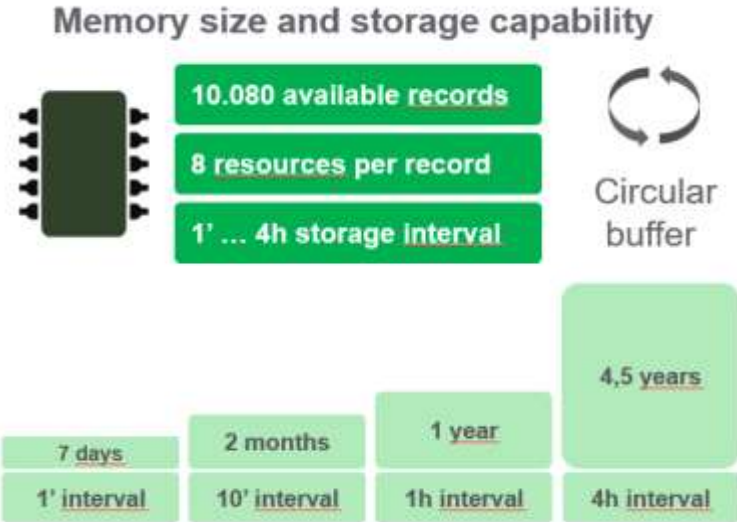 Memory size and storage capability
10.080 available records
8 resources per record
1' ... 4h storage interval
Circular
buffer
7 days
2 months
1 year
4,5 years
1' interval
10' interval
1h interval
4h interval